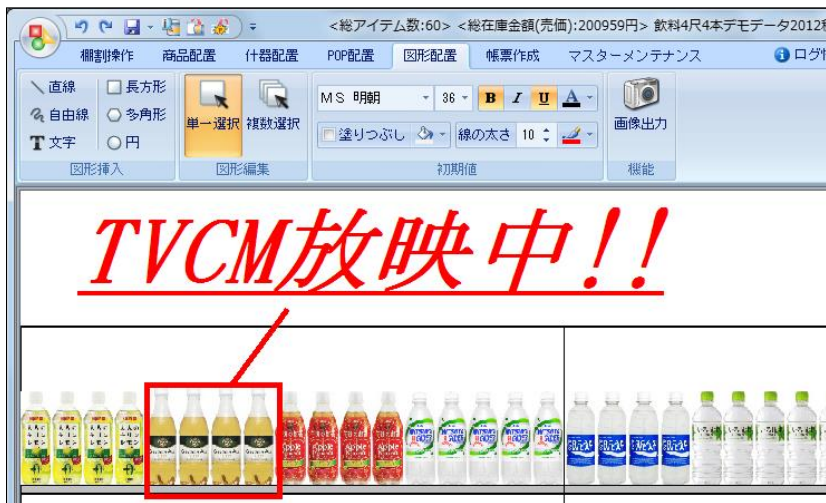 <総アイテム数:60> <総在庫金額(売価):200959円> 飲料4尺4本デモデータ2012
棚割操作 商品配置 什器配置 POP配置 図形配置 帳票作成 マスターメンテナンス ログ
直線 長方形
自由線 多角形
T 文字 円
図形挿入
単一選択 複数選択
図形編集
MS 明朝 36 B I U A
塗りつぶし 線の太さ 10
初期値
画像出力
機能
TVCM放映中!!